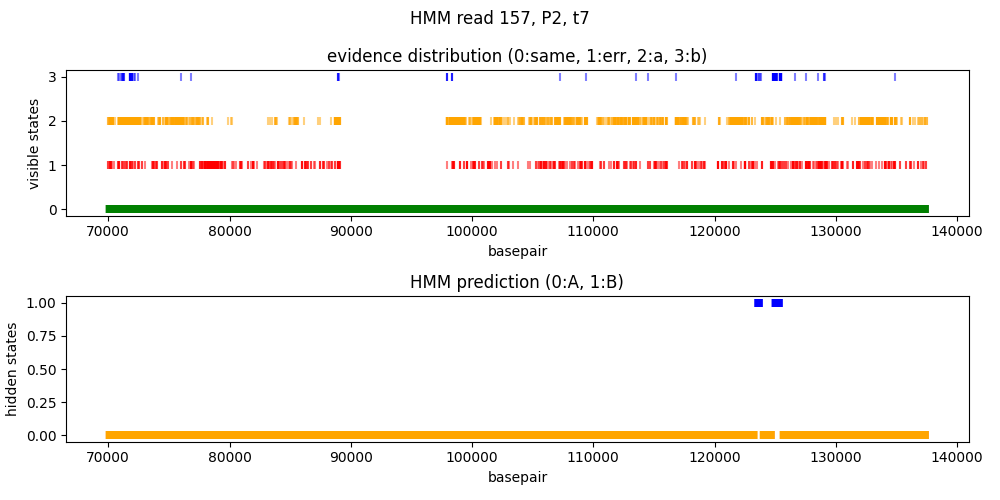 HMM read 157, P2, t7
evidence distribution (0:same, 1:err, 2:a, 3:b)
visible states
3
2
1
0
70000 80000 90000 100000 110000 120000 130000 140000
basepair
HMM prediction (0:A, 1:B)
hidden states
1.00
0.75
0.50
0.25
0.00
70000 80000 90000 100000 110000 120000 130000 140000
basepair